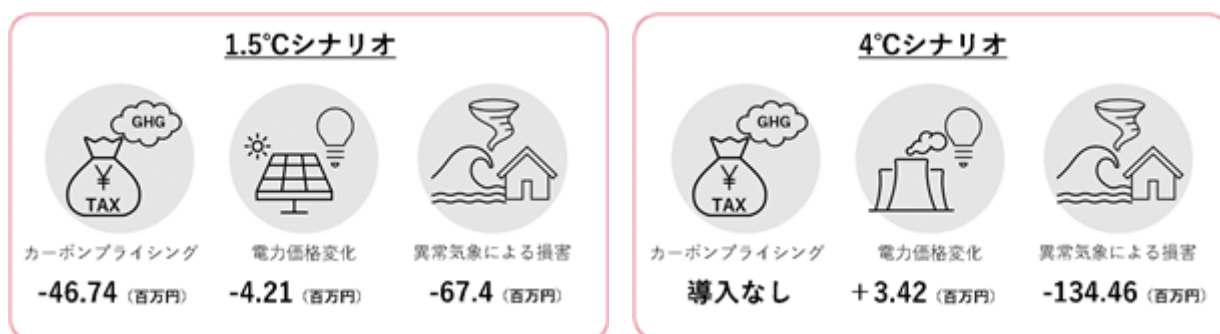 1.5℃シナリオ
GHG
¥
TAX
カーボンプライシング
-46.74（百万円）
電力価格変化
-4.21（百万円）
異常気象による損害
-67.4（百万円）
4℃シナリオ
GHG
¥
TAX
カーボンプライシング
導入なし
電力価格変化
＋3.42（百万円）
異常気象による損害
-134.46（百万円）